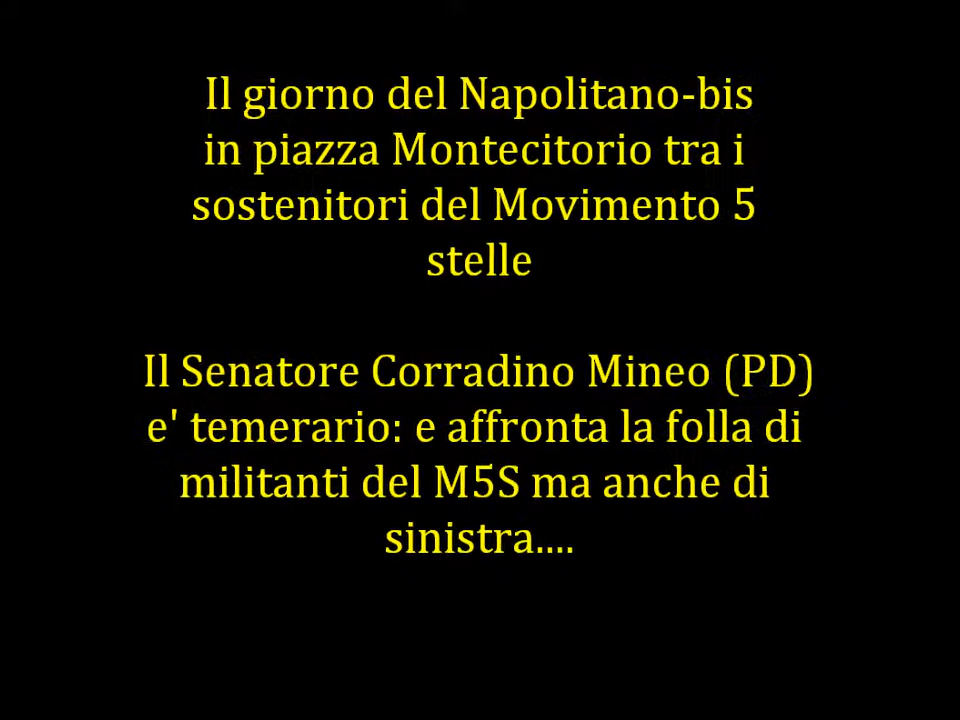 Il giorno del Napolitano-bis
in piazza Montecitorio tra i
sostenitori del Movimento 5
stelle
Il Senatore Corradino Mineo (PD)
e' temerario: e affronta la folla di
militanti del M5S ma anche di
sinistra....